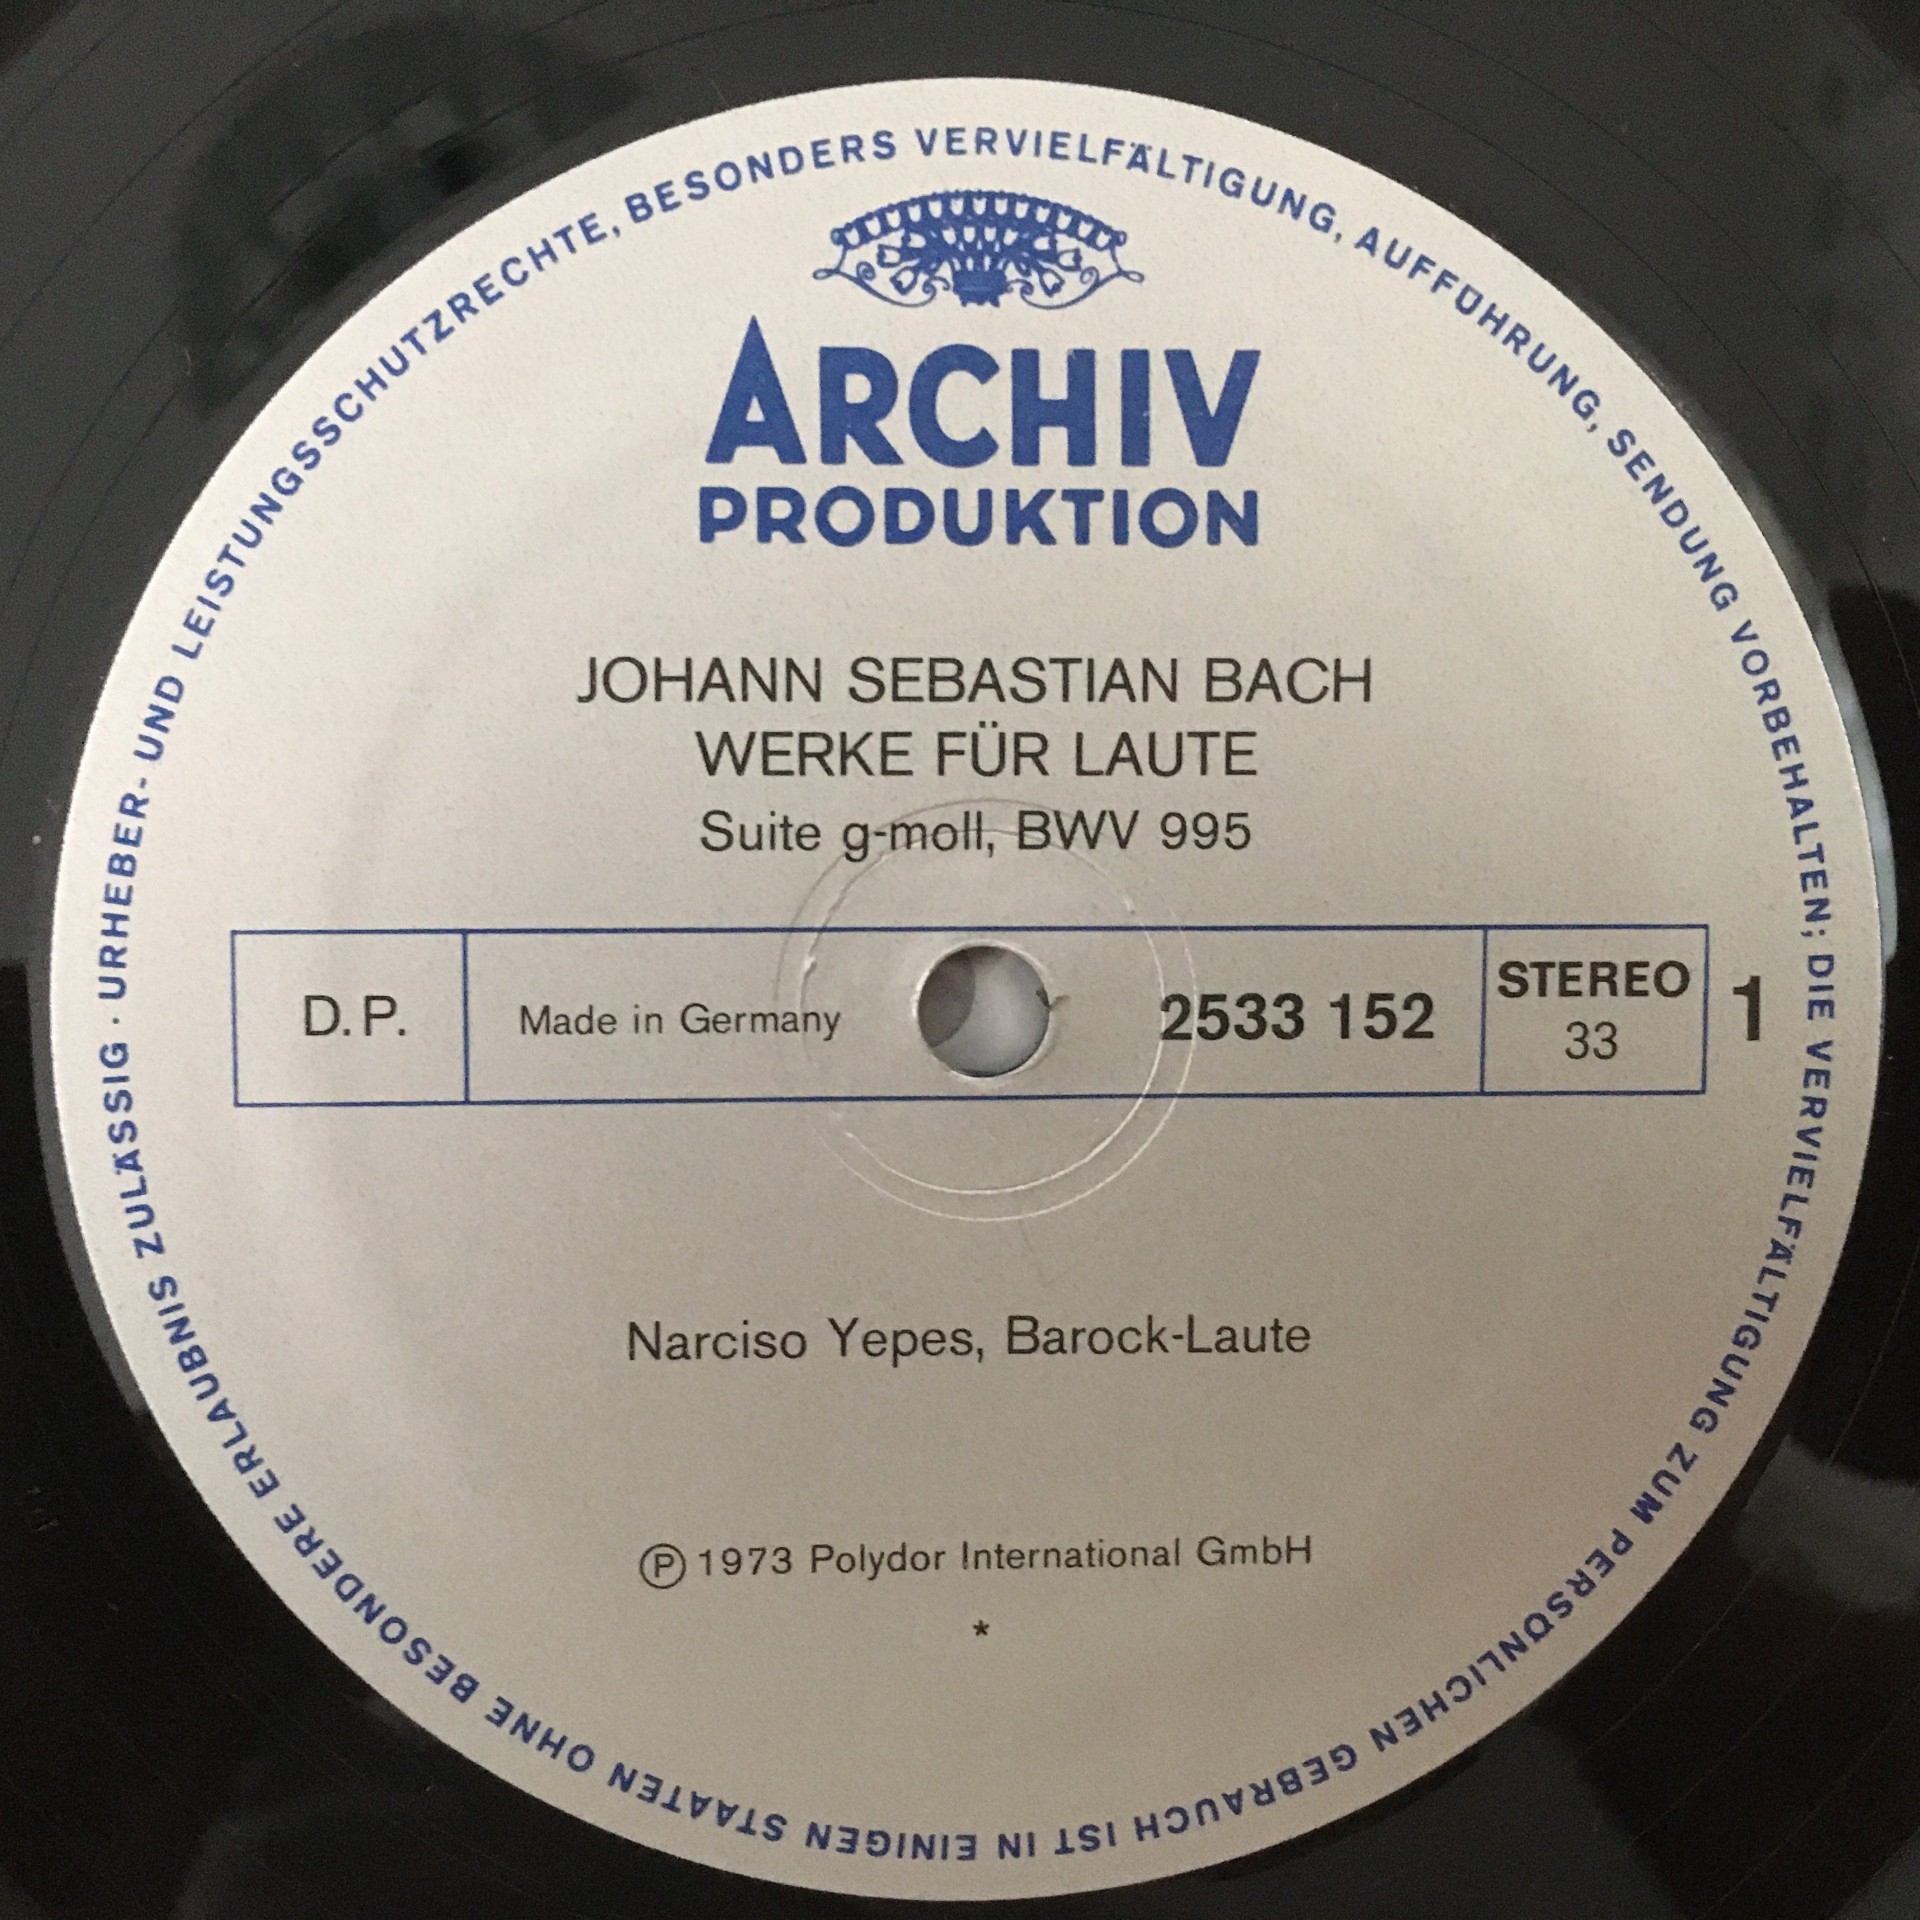 URHEBER- UND LEISTUNGSSCHUTZRECHTE, BESONDERS VERVIELFÄLTIGUNG, AUFFÜHRUNG, SENDUNG VORBEHALTEN; DIE VERVIELFÄLTIGUNG ZUM PERSÖNLICHEN GEBRAUCH IST IN EINIGEN STAATEN OHNE BESONDERE ERLAUBNIS ZULÄSSIG ·
ARCHIV
PRODUKTION
JOHANN SEBASTIAN BACH
WERKE FÜR LAUTE
Suite g-moll, BWV 995
D.P. Made in Germany 2533 152 STEREO 1
33
Narciso Yepes, Barock-Laute
Ⓟ 1973 Polydor International GmbH
*